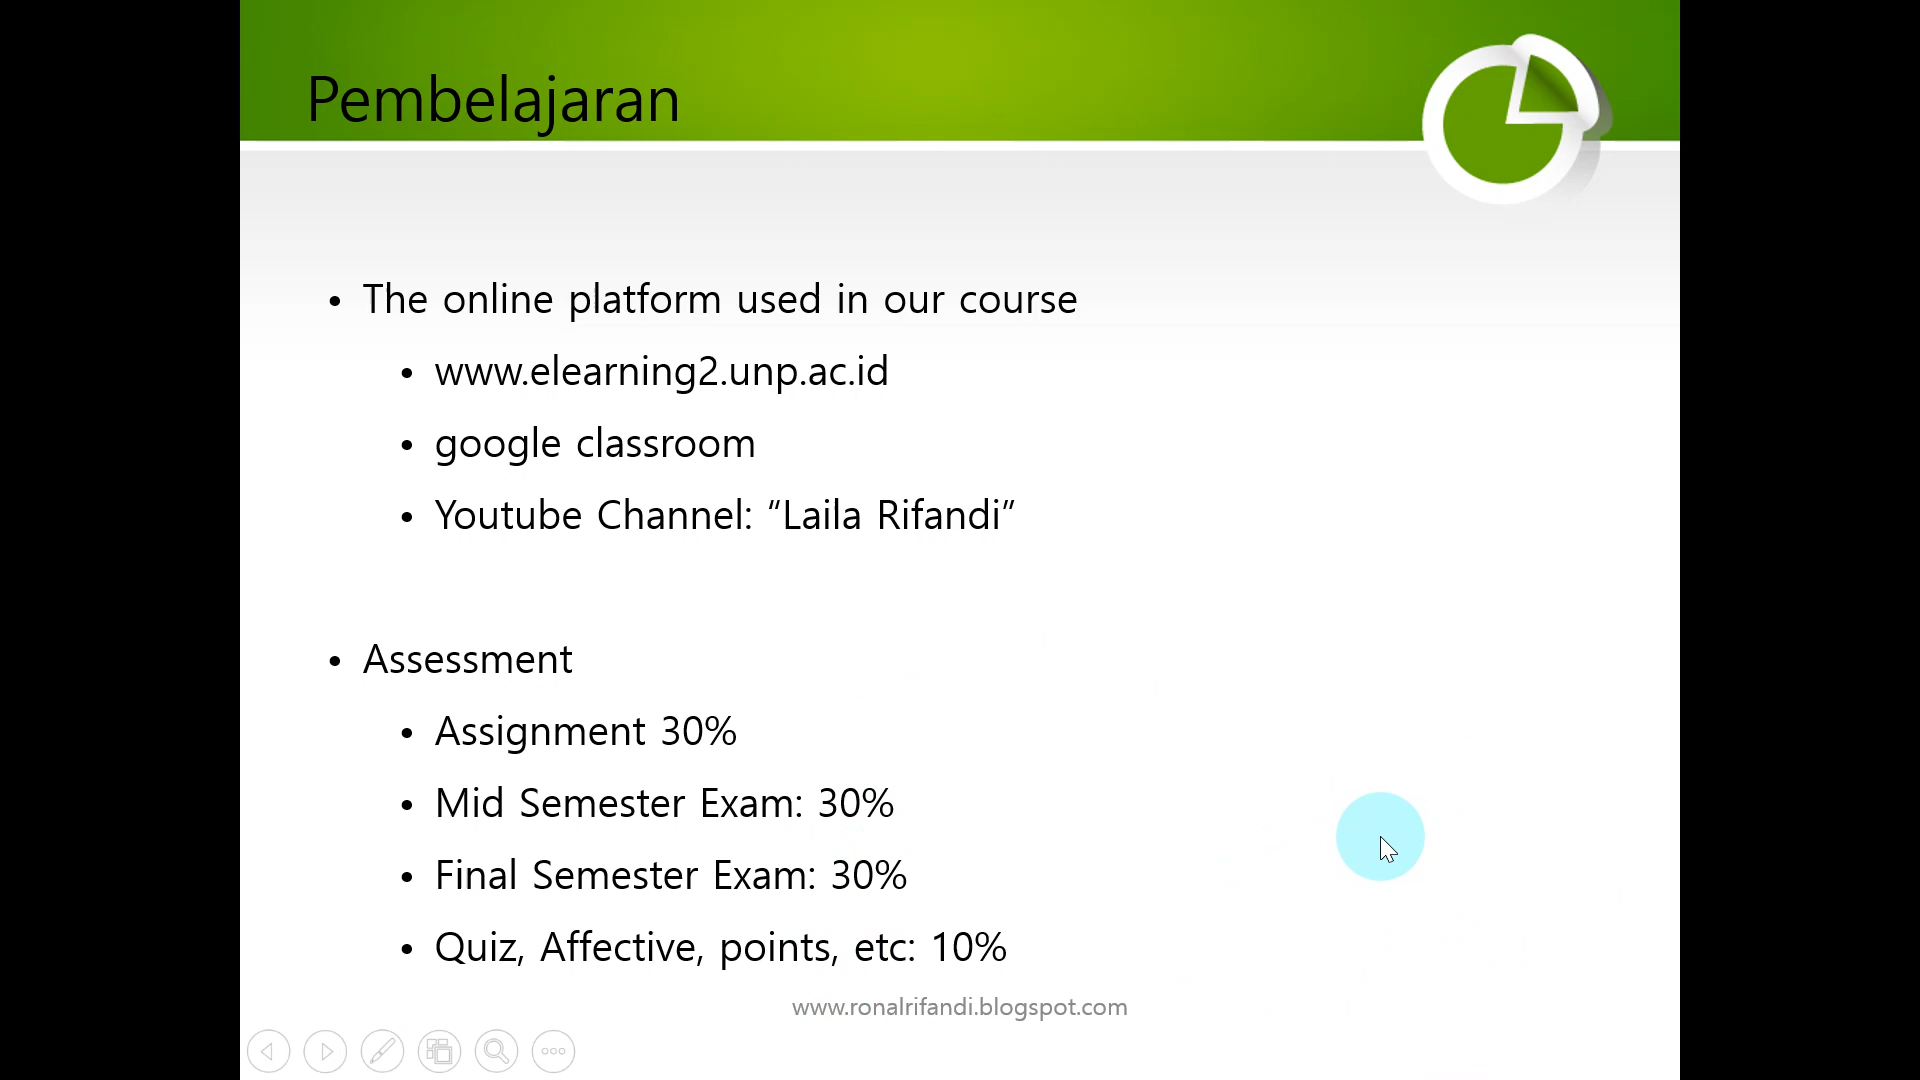 Pembelajaran
• The online platform used in our course
• www.elearning2.unp.ac.id
• google classroom
• Youtube Channel: “Laila Rifandi”
• Assessment
• Assignment 30%
• Mid Semester Exam: 30%
• Final Semester Exam: 30%
• Quiz, Affective, points, etc: 10%
www.ronalrifandi.blogspot.com